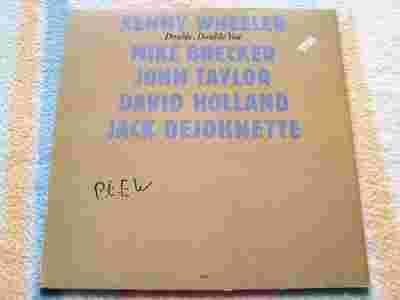 KENNY WHEELER
Double, Double You
MIKE BRECKER
JOHN TAYLOR
DAVID HOLLAND
JACK DEJOHNETTE